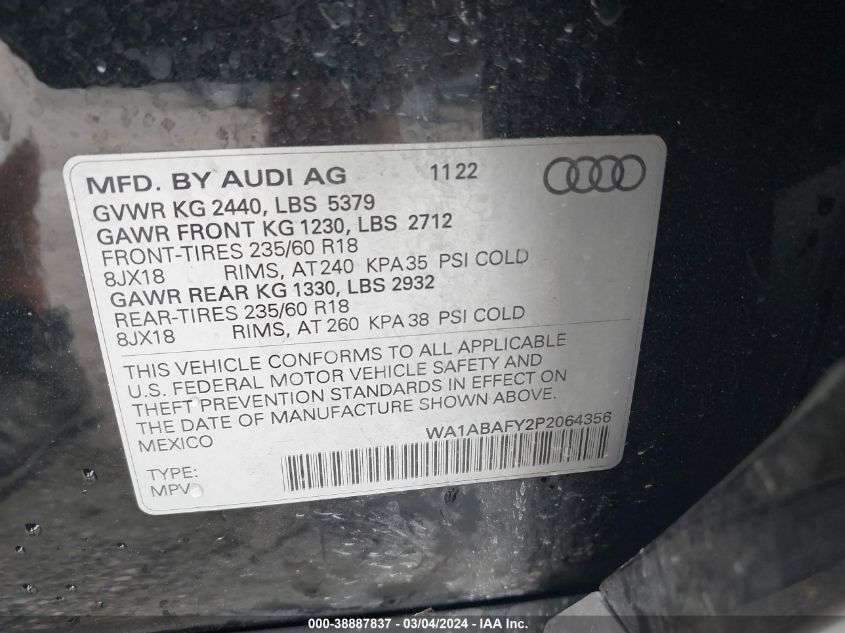 MFD. BY AUDI AG 1122
GVWR KG 2440, LBS 5379
GAWR FRONT KG 1230, LBS 2712
FRONT-TIRES 235/60 R18
8JX18 RIMS, AT 240 KPA 35 PSI COLD
GAWR REAR KG 1330, LBS 2932
REAR-TIRES 235/60 R18
8JX18 RIMS, AT 260 KPA 38 PSI COLD
THIS VEHICLE CONFORMS TO ALL APPLICABLE
U.S. FEDERAL MOTOR VEHICLE SAFETY AND
THEFT PREVENTION STANDARDS IN EFFECT ON
THE DATE OF MANUFACTURE SHOWN ABOVE.
MEXICO WA1ABAFY2P2064356
TYPE:
MPV
000-38887837 - 03/04/2024 - IAA Inc.